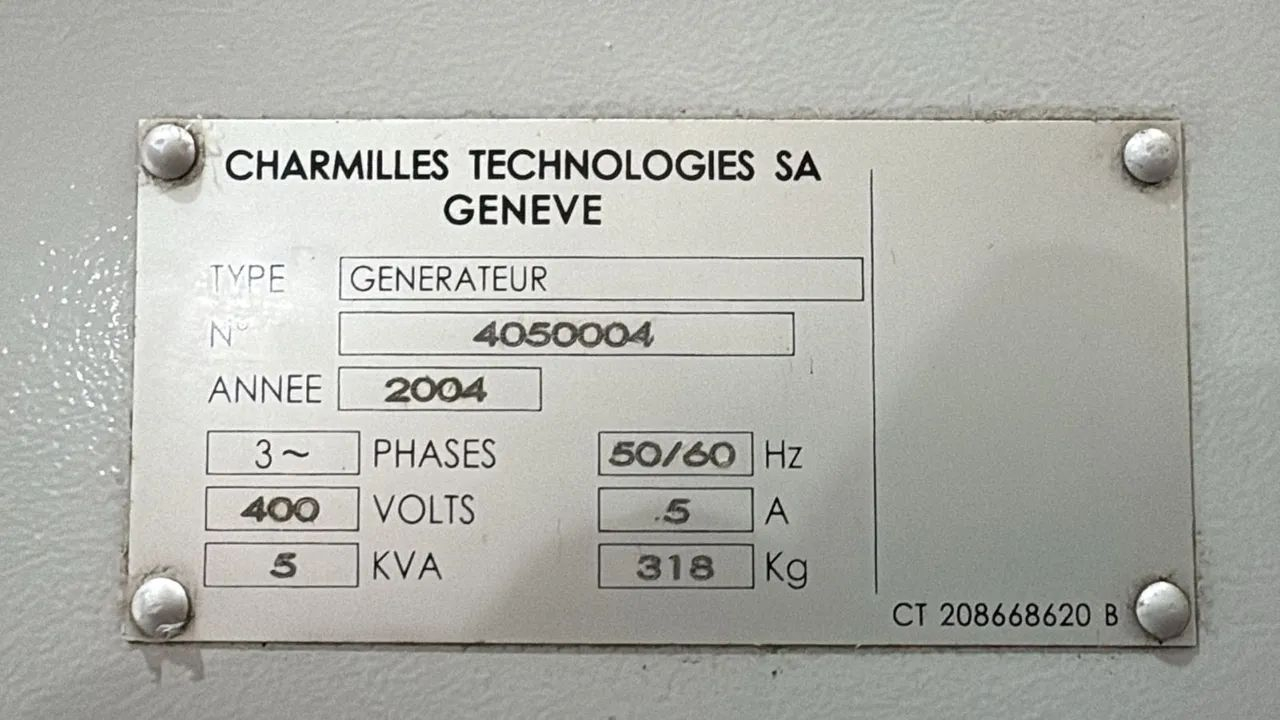 CHARMILLES TECHNOLOGIES SA
GENEVE
TYPE GENERATEUR
N° 4050004
ANNEE 2004
3~ PHASES 50/60 Hz
400 VOLTS .5 A
5 KVA 318 Kg
CT 208668620 B